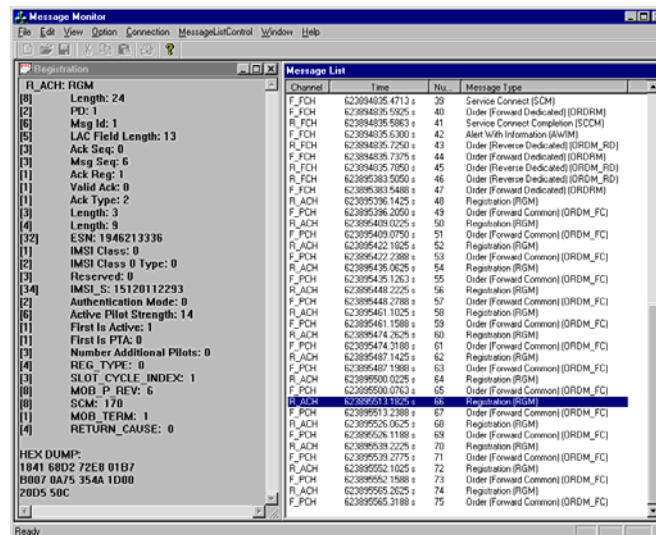 Message Monitor
File Edit View Option Connection MessageListControl Window Help
Registration
R_ACH: RGM
[8] Length: 24
[2] PD: 1
[6] Msg Id: 1
[5] LAC Field Length: 13
[3] Ack Seq: 0
[3] Msg Seq: 6
[1] Ack Req: 1
[1] Valid Ack: 0
[1] Ack Type: 2
[3] Length: 3
[4] Length: 9
[32] ESN: 1946213336
[1] IMSI Class: 0
[2] IMSI Class 0 Type: 0
[3] Reserved: 0
[34] IMSI_S: 15120112293
[2] Authentication Mode: 0
[6] Active Pilot Strength: 14
[1] First Is Active: 1
[1] First Is PTA: 0
[3] Number Additional Pilots: 0
[4] REG_TYPE: 0
[3] SLOT_CYCLE_INDEX: 1
[8] MOB_P_REV: 6
[8] SCM: 170
[1] MOB_TERM: 1
[4] RETURN_CAUSE: 0
HEX DUMP:
1841 68D2 72E8 01B7
B007 0A75 354A 1D00
20D5 50C
Message List
Channel Time Nu... Message Type
F_FCH 623894835.4713 s 39 Service Connect (SCM)
F_FCH 623894835.5925 s 40 Order (Forward Dedicated) (ORDRM)
R_FCH 623894835.5863 s 41 Service Connect Completion (SCCM)
F_FCH 623894835.6300 s 42 Alert With Information (AWIM)
R_FCH 623894835.7250 s 43 Order (Reverse Dedicated) (ORDM_RD)
F_FCH 623894835.7375 s 44 Order (Forward Dedicated) (ORDRM)
R_FCH 623894835.7850 s 45 Order (Reverse Dedicated) (ORDM_RD)
R_FCH 623895383.5050 s 46 Order (Reverse Dedicated) (ORDM_RD)
F_FCH 623895383.5488 s 47 Order (Forward Dedicated) (ORDRM)
R_ACH 623895396.1425 s 48 Registration (RGM)
F_PCH 623895396.2050 s 49 Order (Forward Common) (ORDM_FC)
R_ACH 623895409.0225 s 50 Registration (RGM)
F_PCH 623895409.0750 s 51 Order (Forward Common) (ORDM_FC)
R_ACH 623895422.1825 s 52 Registration (RGM)
F_PCH 623895422.2388 s 53 Order (Forward Common) (ORDM_FC)
R_ACH 623895435.0625 s 54 Registration (RGM)
F_PCH 623895435.1263 s 55 Order (Forward Common) (ORDM_FC)
R_ACH 623895448.2225 s 56 Registration (RGM)
F_PCH 623895448.2788 s 57 Order (Forward Common) (ORDM_FC)
R_ACH 623895461.1025 s 58 Registration (RGM)
F_PCH 623895461.1588 s 59 Order (Forward Common) (ORDM_FC)
R_ACH 623895474.2625 s 60 Registration (RGM)
F_PCH 623895474.3188 s 61 Order (Forward Common) (ORDM_FC)
R_ACH 623895487.1425 s 62 Registration (RGM)
F_PCH 623895487.1988 s 63 Order (Forward Common) (ORDM_FC)
R_ACH 623895500.0225 s 64 Registration (RGM)
F_PCH 623895500.0763 s 65 Order (Forward Common) (ORDM_FC)
R_ACH 623895513.1825 s 66 Registration (RGM)
F_PCH 623895513.2388 s 67 Order (Forward Common) (ORDM_FC)
R_ACH 623895526.0625 s 68 Registration (RGM)
F_PCH 623895526.1188 s 69 Order (Forward Common) (ORDM_FC)
R_ACH 623895539.2225 s 70 Registration (RGM)
F_PCH 623895539.2775 s 71 Order (Forward Common) (ORDM_FC)
R_ACH 623895552.1025 s 72 Registration (RGM)
F_PCH 623895552.1588 s 73 Order (Forward Common) (ORDM_FC)
R_ACH 623895565.2625 s 74 Registration (RGM)
F_PCH 623895565.3188 s 75 Order (Forward Common) (ORDM_FC)
Ready